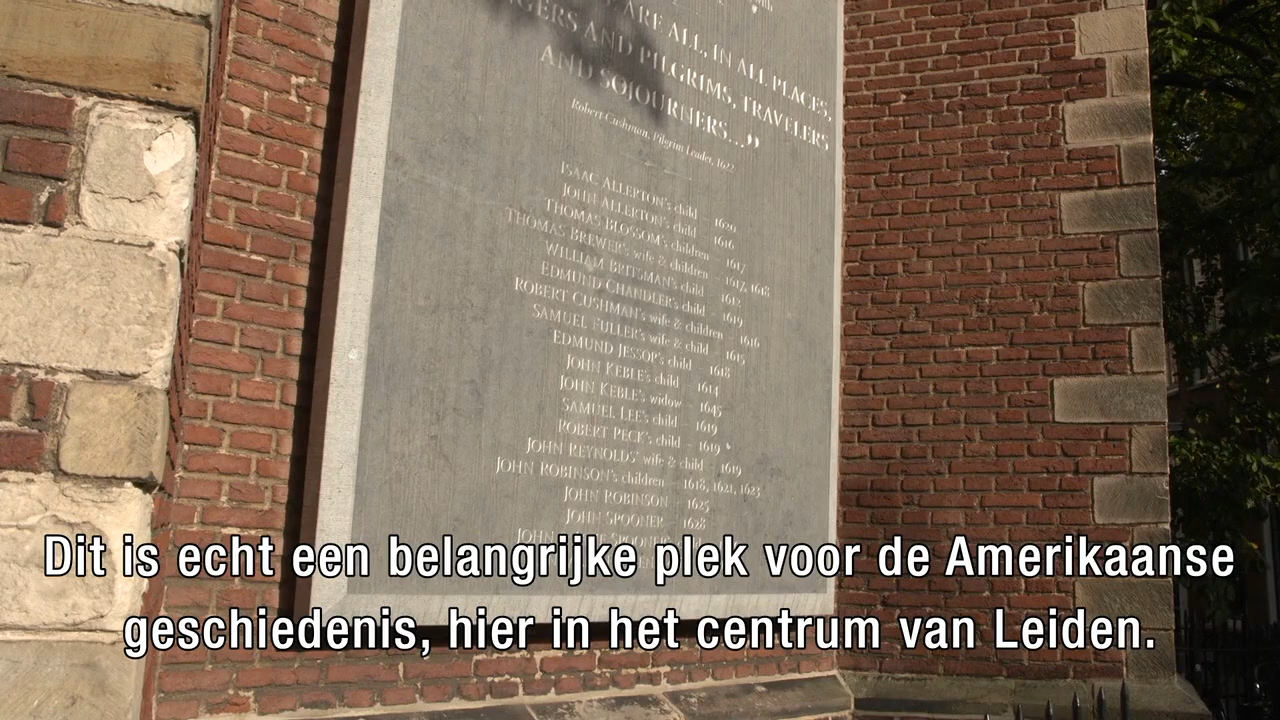 ARE ALL, IN ALL PLACES,
AND PILGRIMS, TRAVELERS
AND SOJOURNERS...”
Robert Cushman, Pilgrim Leader, 1622
ISAAC ALLERTON's child – 1620
JOHN ALLERTON's child – 1616
THOMAS BLOSSOM's children – 1617
THOMAS BREWER's wife & children – 1617, 1618
WILLIAM BRITSMAN's child – 1612
EDMUND CHANDLER's child – 1619
ROBERT CUSHMAN's wife & children – 1616
SAMUEL FULLER's wife & child – 1615
EDMUND JESSOP's child – 1618
JOHN KEBLE's child – 1614
JOHN KEBLE's widow – 1645
SAMUEL LEE's child – 1619
ROBERT PECK's child – 1619
JOHN REYNOLDS' wife & child – 1619
JOHN ROBINSON's children – 1618, 1621, 1623
JOHN ROBINSON – 1625
JOHN SPOONER – 1628
Dit is echt een belangrijke plek voor de Amerikaanse
geschiedenis, hier in het centrum van Leiden.